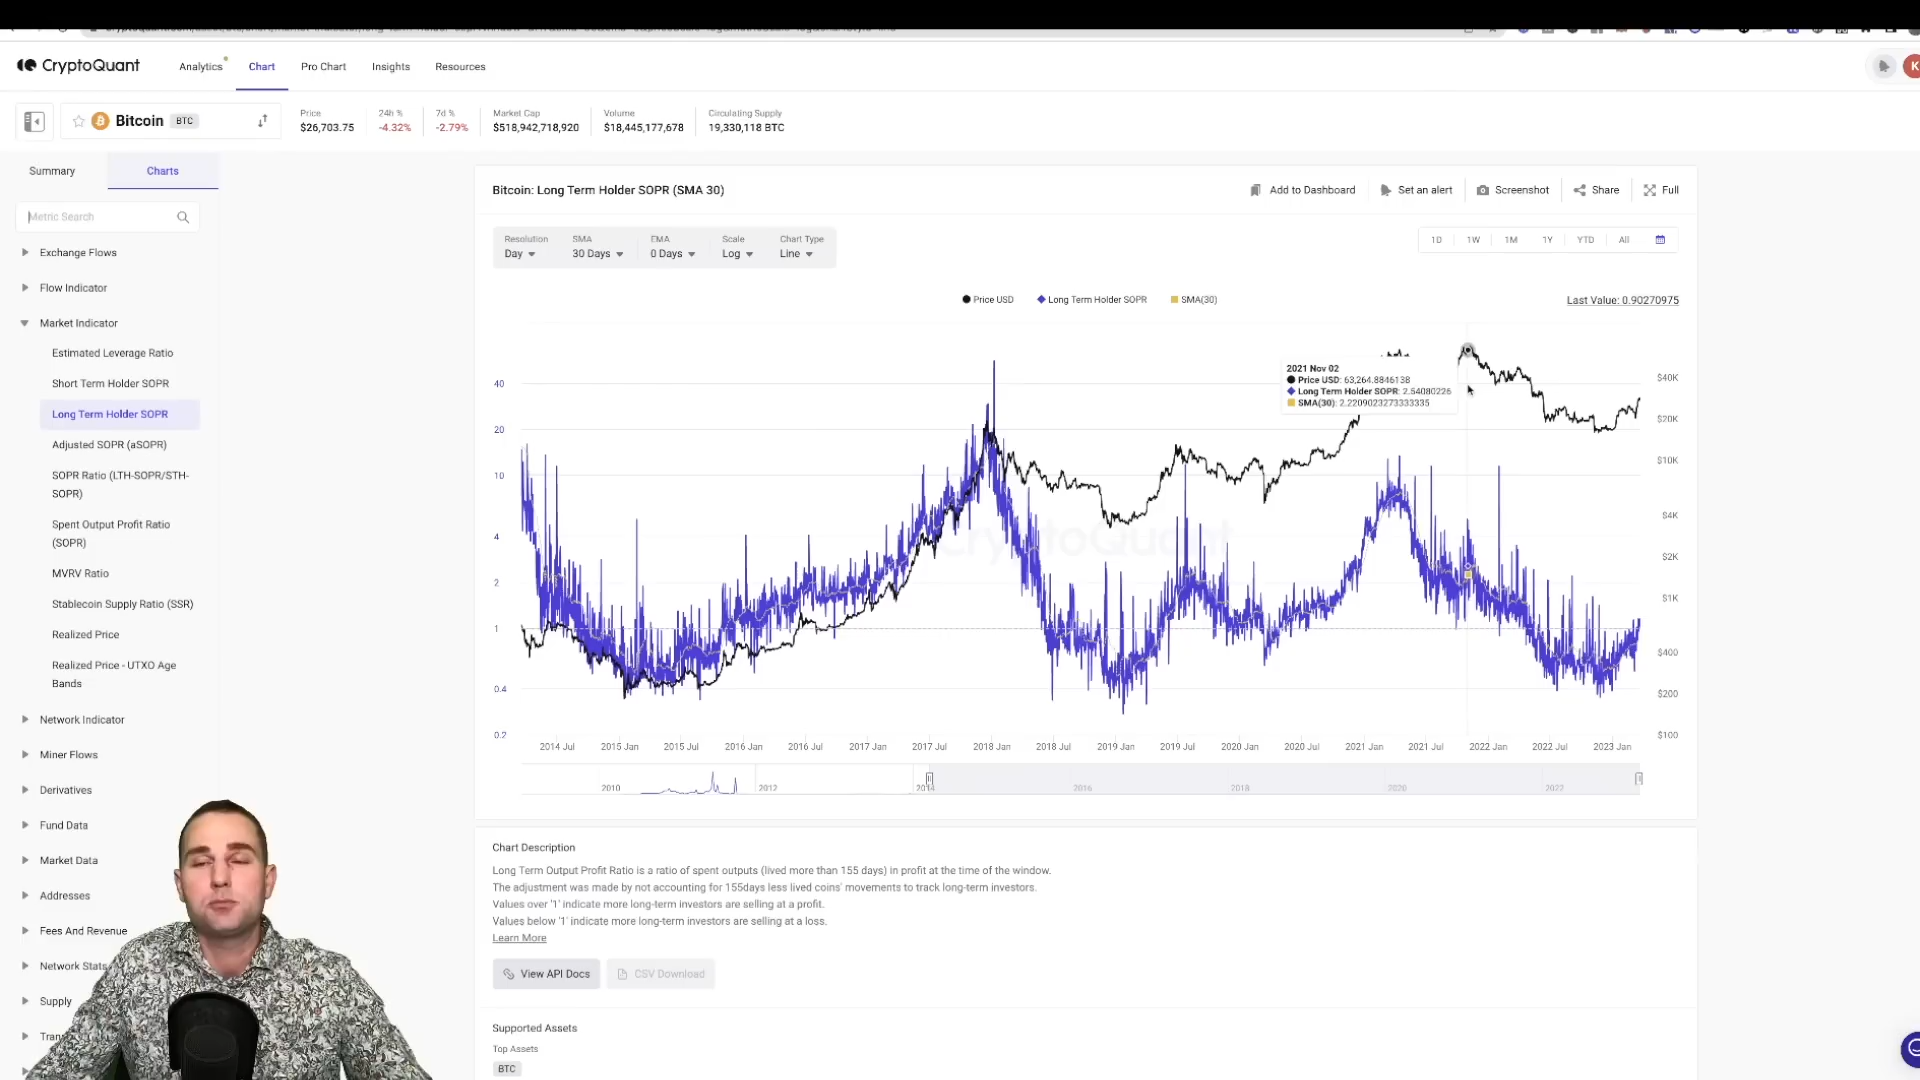 CryptoQuant
Analytics
Chart
Pro Chart
Insights
Resources
K
Bitcoin BTC
Price
$26,703.75
24h %
-4.32%
7d %
-2.79%
Market Cap
$518,942,718,920
Volume
$18,445,177,678
Circulating Supply
19,330,118 BTC
Summary
Charts
Metric Search
Exchange Flows
Flow Indicator
Market Indicator
Estimated Leverage Ratio
Short Term Holder SOPR
Long Term Holder SOPR
Adjusted SOPR (aSOPR)
SOPR Ratio (LTH-SOPR/STH-
SOPR)
Spent Output Profit Ratio
(SOPR)
MVRV Ratio
Stablecoin Supply Ratio (SSR)
Realized Price
Realized Price - UTXO Age
Bands
Network Indicator
Miner Flows
Derivatives
Fund Data
Market Data
Addresses
Fees And Revenue
Network Stats
Supply
Tran
Bitcoin: Long Term Holder SOPR (SMA 30)
Add to Dashboard
Set an alert
Screenshot
Share
Full
Resolution
Day
SMA
30 Days
EMA
0 Days
Scale
Log
Chart Type
Line
1D 1W 1M 1Y YTD All
Price USD Long Term Holder SOPR SMA(30)
Last Value: 0.90270975
2021 Nov 02
Price USD: 63,264.8846138
Long Term Holder SOPR: 2.54080226
SMA(30): 2.2209023273333335
40
20
10
4
2
1
0.4
0.2
$40K
$20K
$10K
$4K
$2K
$1K
$400
$200
$100
CryptoQuant
2014 Jul 2015 Jan 2015 Jul 2016 Jan 2016 Jul 2017 Jan 2017 Jul 2018 Jan 2018 Jul 2019 Jan 2019 Jul 2020 Jan 2020 Jul 2021 Jan 2021 Jul 2022 Jan 2022 Jul 2023 Jan
2010 2012 2014 2016 2018 2020 2022
Chart Description
Long Term Output Profit Ratio is a ratio of spent outputs (lived more than 155 days) in profit at the time of the window.
The adjustment was made by not accounting for 155days less lived coins' movements to track long-term investors.
Values over '1' indicate more long-term investors are selling at a profit.
Values below '1' indicate more long-term investors are selling at a loss.
Learn More
View API Docs
CSV Download
Supported Assets
Top Assets
BTC